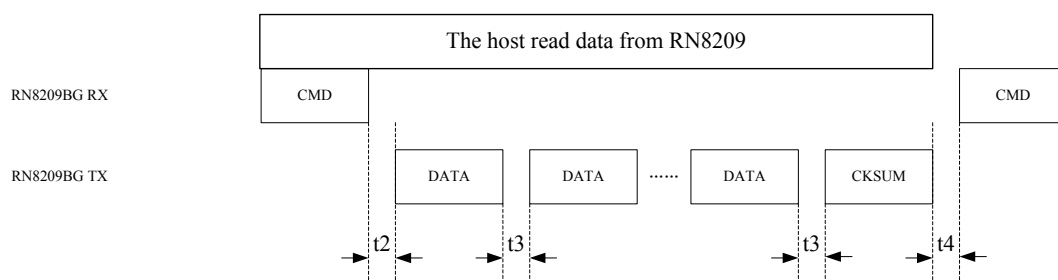 The host read data from RN8209
RN8209BG RX
CMD
CMD
RN8209BG TX
DATA
DATA
······
DATA
CKSUM
t2
t3
t3
t4